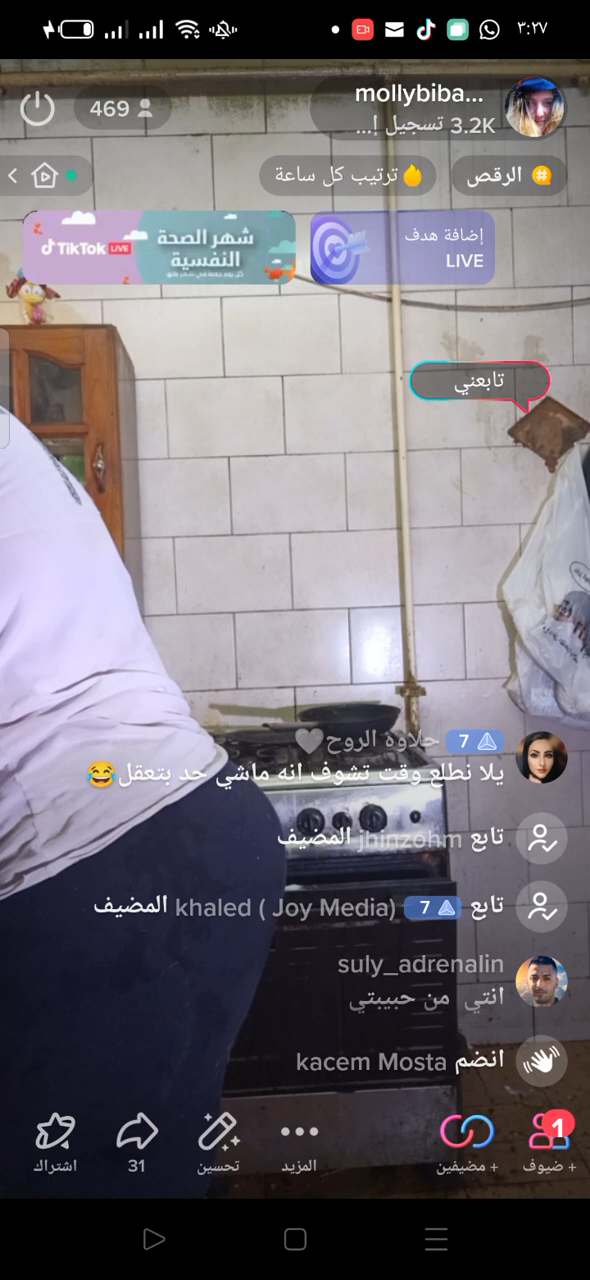 ٣:٢٧
mollybiba...
3.2K تسجيل إ...
469
الرقص
ترتيب كل ساعة
إضافة هدف
LIVE
شهر الصحة
النفسية
TikTok LIVE
تابعني
7 حلاوة الروح🩶
يلا نطلع وقت تشوف انه ماشي حد بتعقل😂
تابع jhinzohm المضيف
تابع 7 khaled ( Joy Media) المضيف
suly_adrenalin
انتي من حبيبتي
انضم kacem Mosta
1
+ ضيوف
+ مضيفين
المزيد
تحسين
31
اشتراك